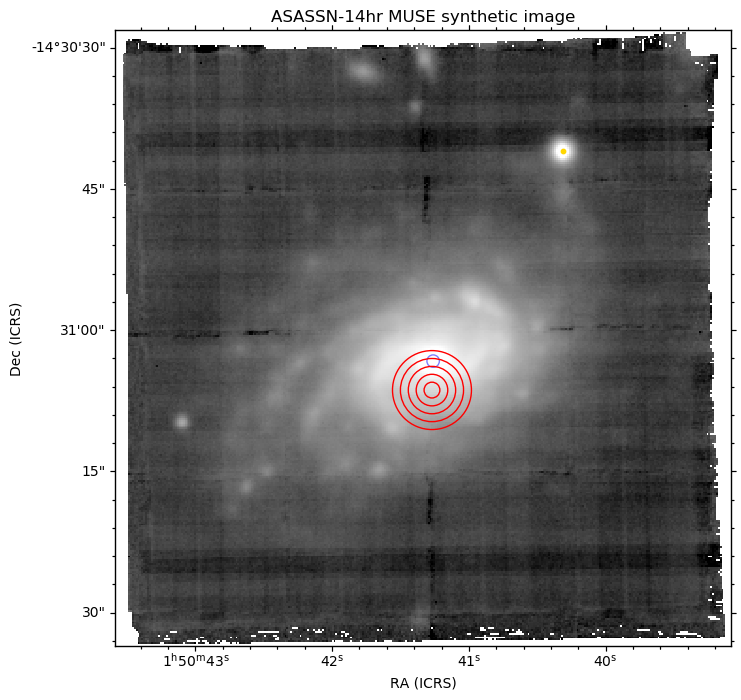 ASASSN-14hr MUSE synthetic image
-14°30'30"
45"
31'00"
15"
30"
Dec (ICRS)
1ʰ50ᵐ43ˢ
42ˢ
41ˢ
40ˢ
RA (ICRS)